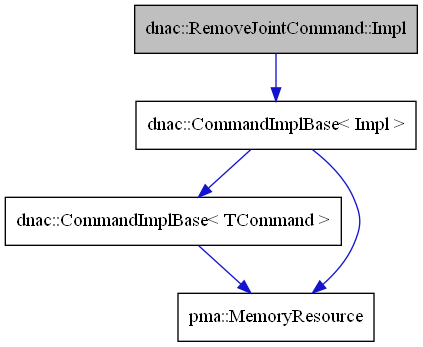 dnac::RemoveJointCommand::Impl
dnac::CommandImplBase< Impl >
dnac::CommandImplBase< TCommand >
pma::MemoryResource